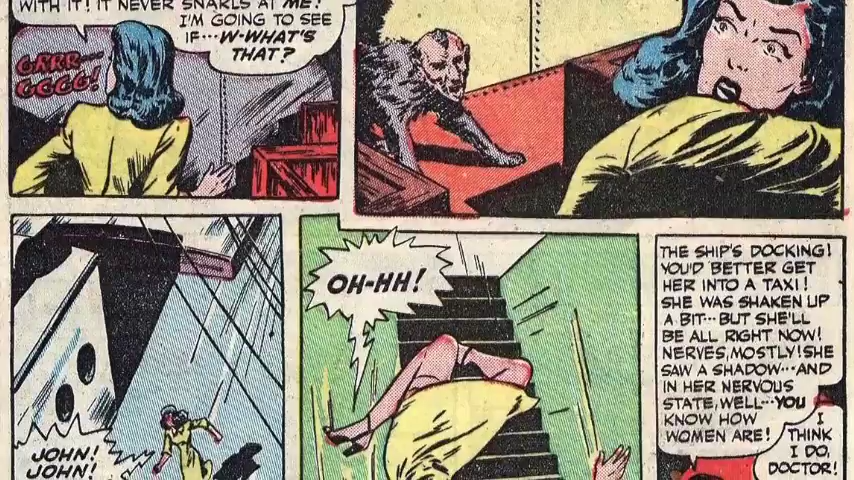 WITH IT! IT NEVER SNARLS AT ME!
I'M GOING TO SEE
IF...W-WHAT'S
THAT?
GRRR-
GGGG!
JOHN!
JOHN!
OH-HH!
THE SHIP'S DOCKING!
YOU'D BETTER GET
HER INTO A TAXI!
SHE WAS SHAKEN UP
A BIT...BUT SHE'LL
BE ALL RIGHT NOW!
NERVES, MOSTLY! SHE
SAW A SHADOW...AND
IN HER NERVOUS
STATE, WELL...YOU
KNOW HOW
WOMEN ARE!
I
THINK
I DO,
DOCTOR!